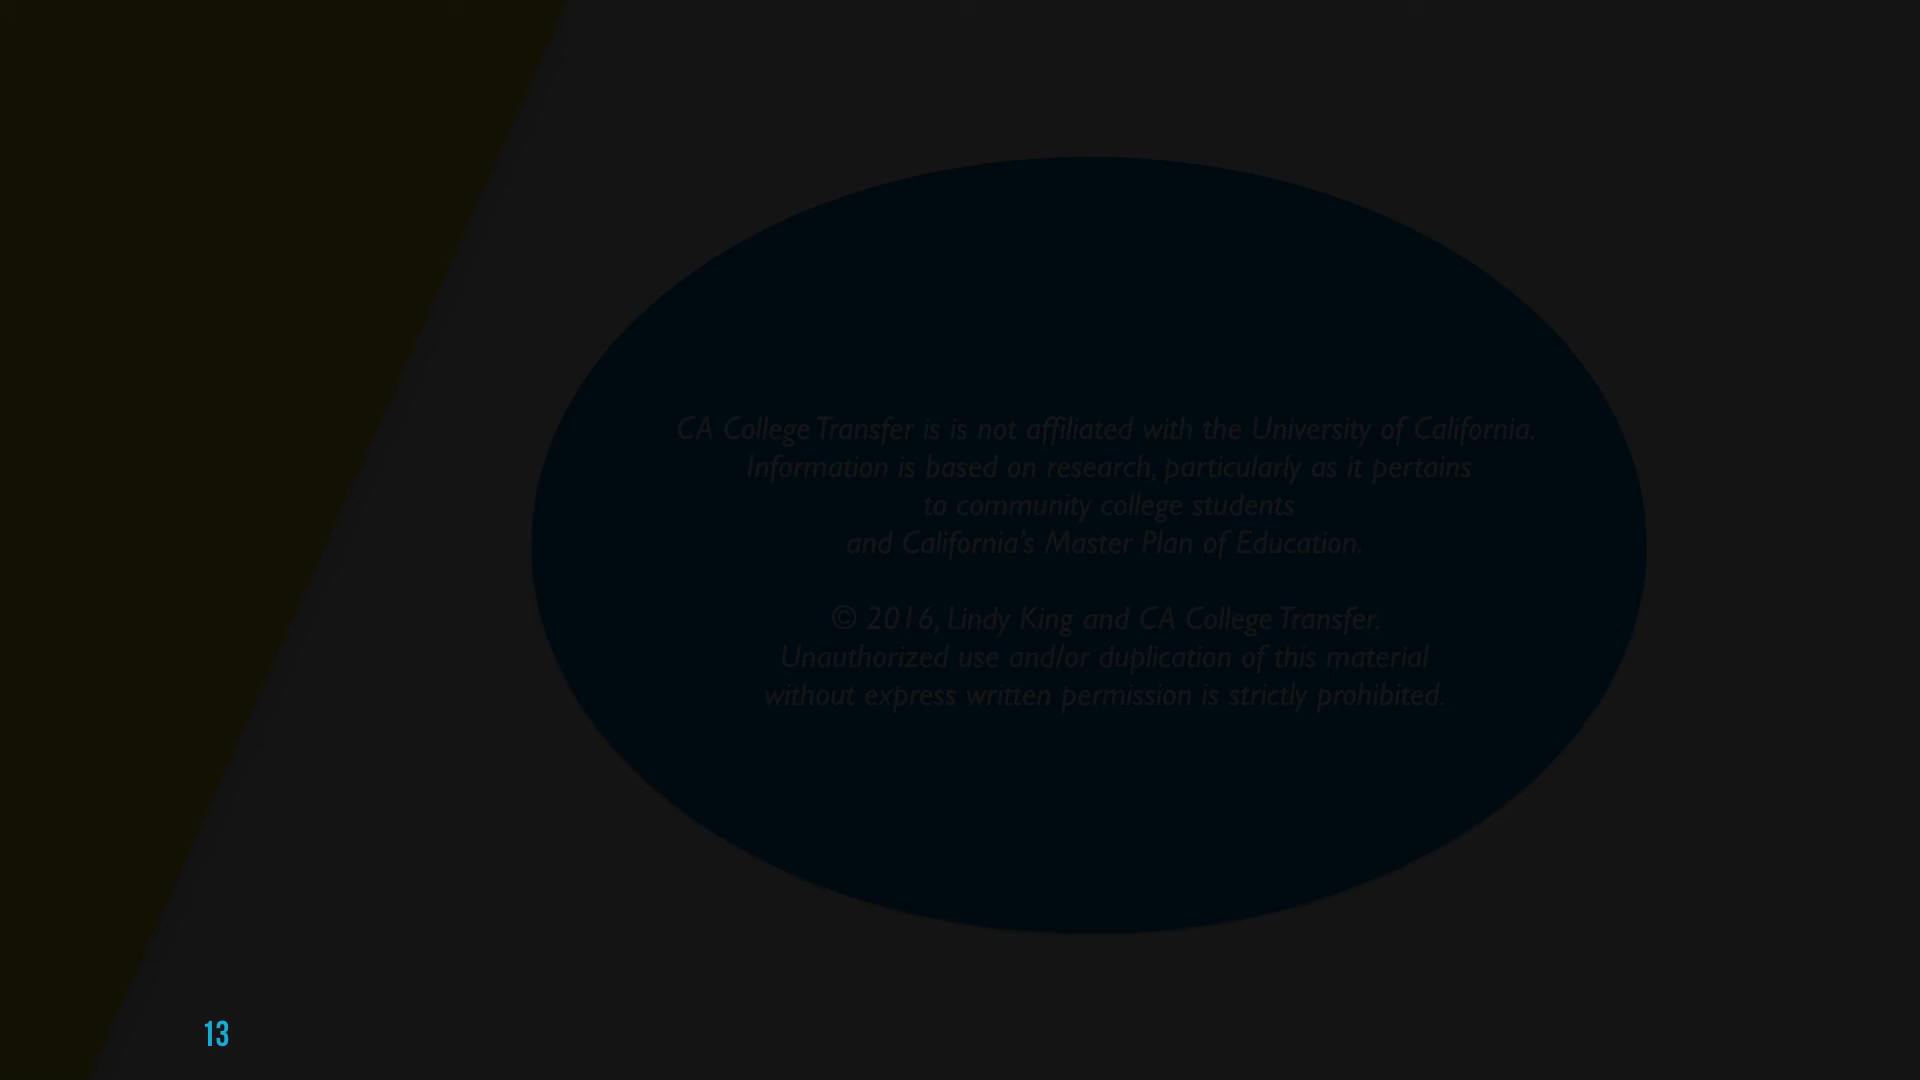 CA College Transfer is is not affiliated with the University of California.
Information is based on research, particularly as it pertains
to community college students
and California’s Master Plan of Education.
© 2016, Lindy King and CA College Transfer.
Unauthorized use and/or duplication of this material
without express written permission is strictly prohibited.
13